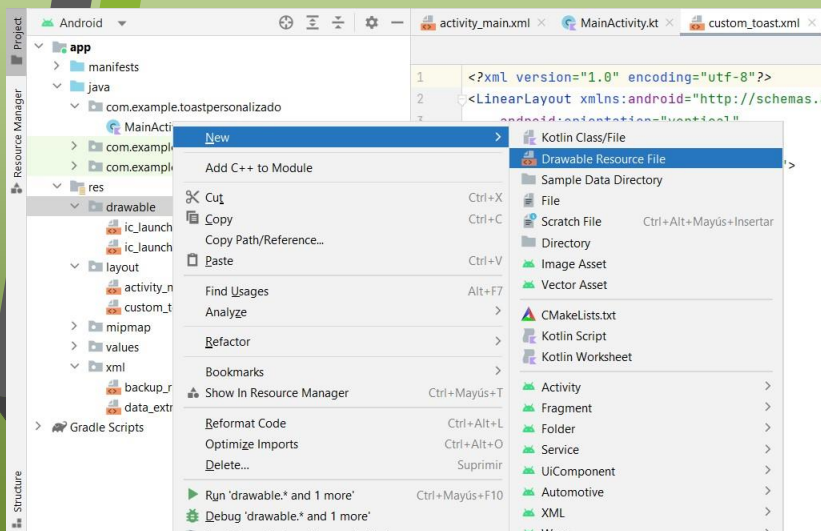 Project
Resource Manager
Structure
Android
app
manifests
java
com.example.toastpersonalizado
MainActi
com.example
com.example
res
drawable
ic_launch
ic_launch
layout
activity_m
custom_t
mipmap
values
xml
backup_r
data_extr
Gradle Scripts
activity_main.xml
MainActivity.kt
custom_toast.xml
1 <?xml version="1.0" encoding="utf-8"?>
2 <LinearLayout xmlns:android="http://schemas.
3 android:orientation="vertical"
'>
New
Add C++ to Module
Cut Ctrl+X
Copy Ctrl+C
Copy Path/Reference...
Paste Ctrl+V
Find Usages Alt+F7
Analyze
Refactor
Bookmarks
Show In Resource Manager Ctrl+Mayús+T
Reformat Code Ctrl+Alt+L
Optimize Imports Ctrl+Alt+O
Delete... Suprimir
Run 'drawable.* and 1 more' Ctrl+Mayús+F10
Debug 'drawable.* and 1 more'
Kotlin Class/File
Drawable Resource File
Sample Data Directory
File
Scratch File Ctrl+Alt+Mayús+Insertar
Directory
Image Asset
Vector Asset
CMakeLists.txt
Kotlin Script
Kotlin Worksheet
Activity
Fragment
Folder
Service
UiComponent
Automotive
XML